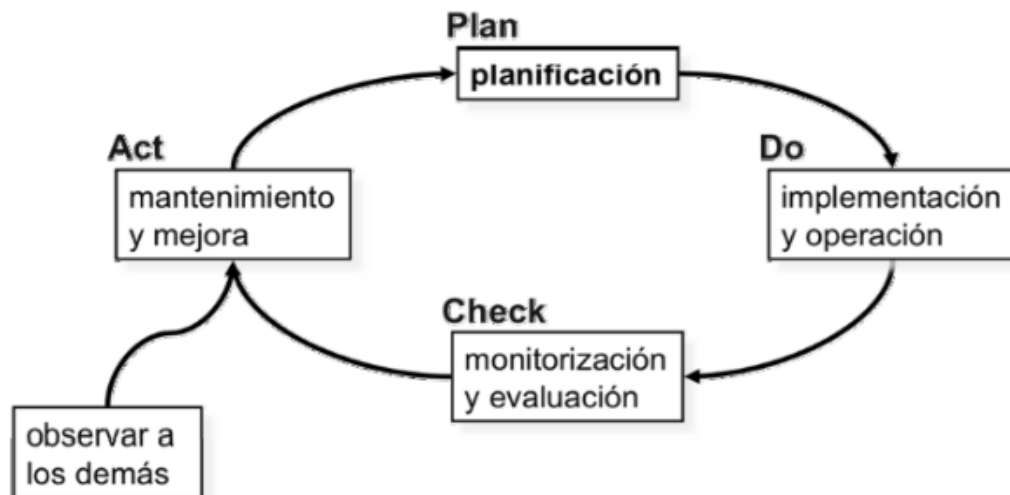 Plan
planificación
Act
mantenimiento
y mejora
Do
implementación
y operación
Check
monitorización
y evaluación
observar a
los demás